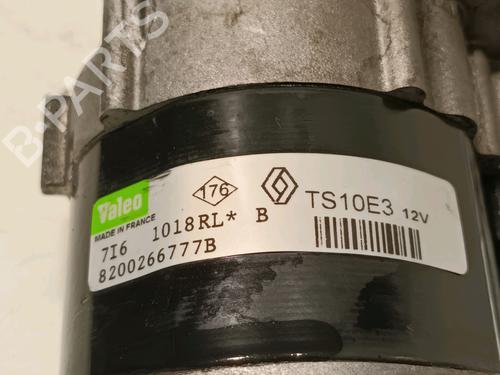 B-PARTS
Valeo
MADE IN FRANCE
176
TS10E3 12V
7I6 1018RL* B
8200266777B